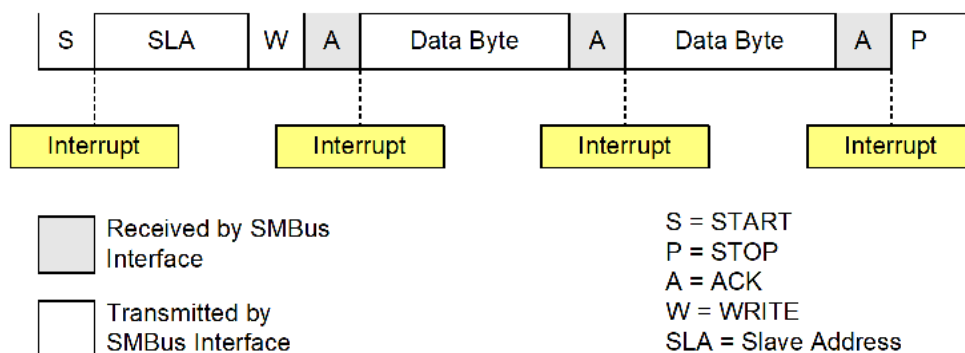 S SLA W A Data Byte A Data Byte A P
Interrupt Interrupt Interrupt Interrupt
Received by SMBus
Interface
Transmitted by
SMBus Interface
S = START
P = STOP
A = ACK
W = WRITE
SLA = Slave Address